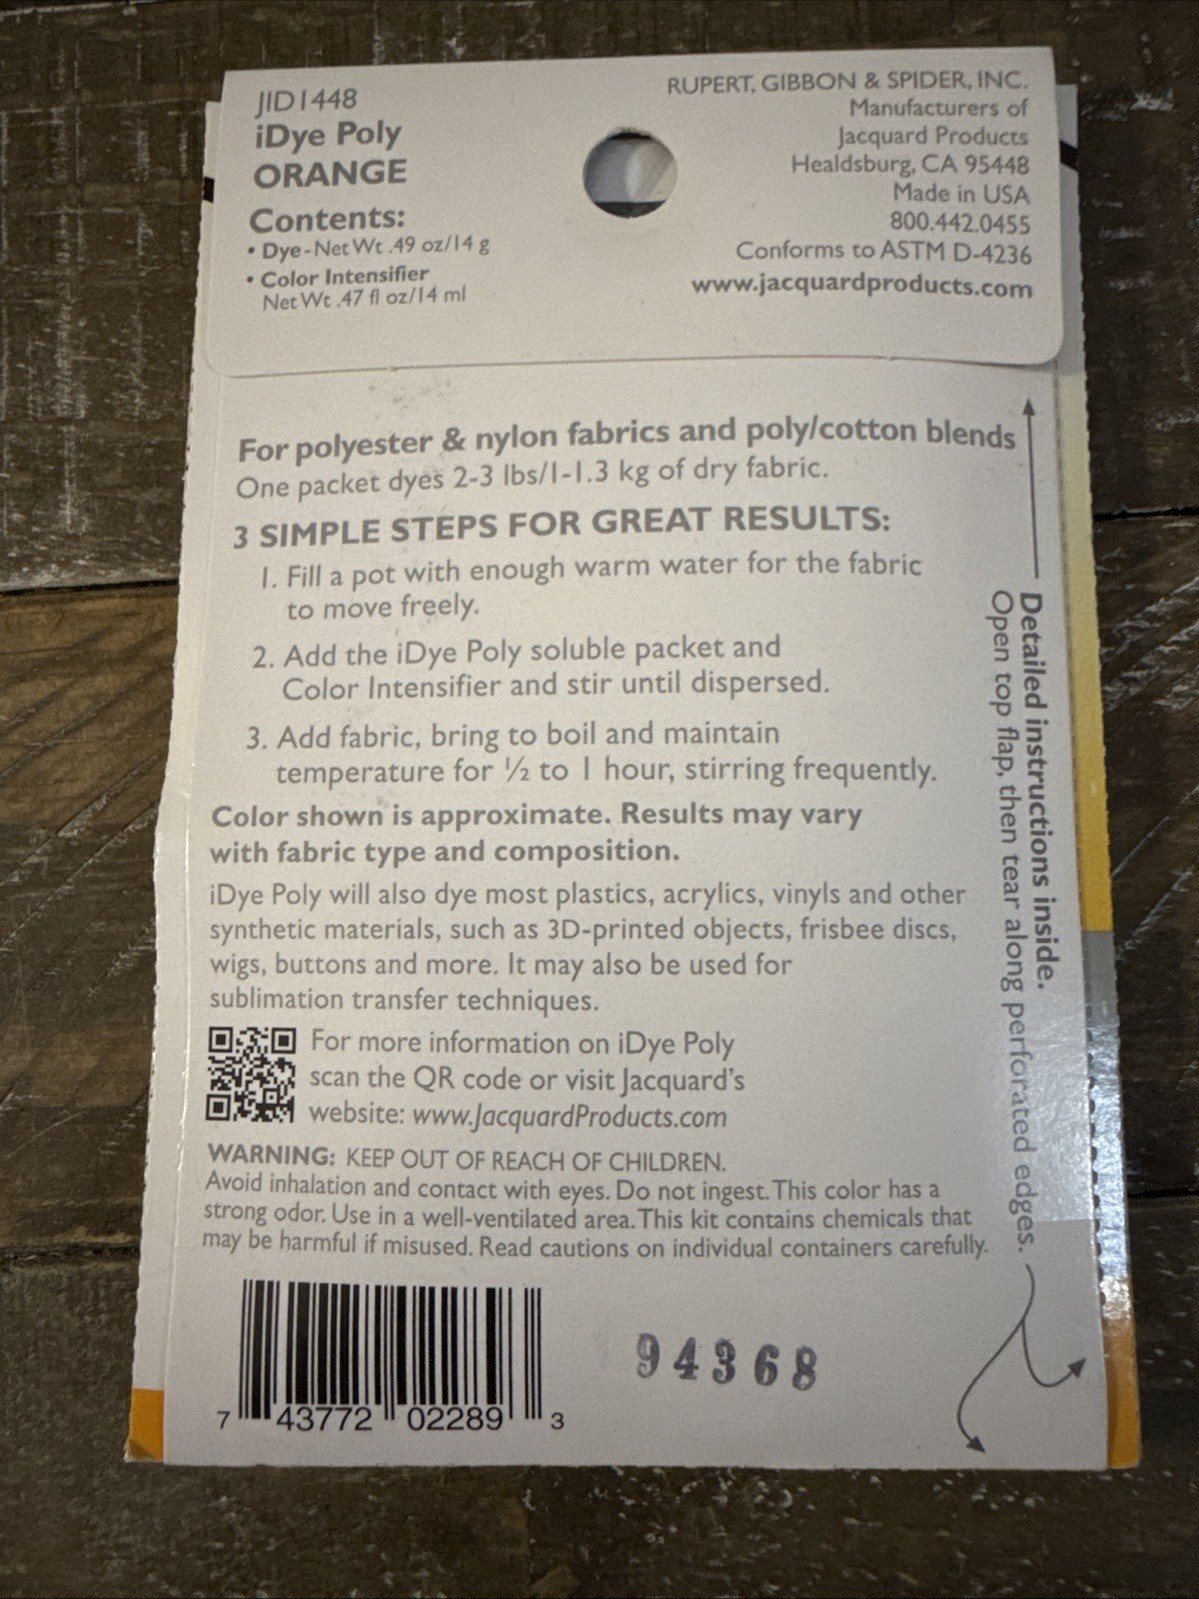 JID1448
iDye Poly
ORANGE
Contents:
• Dye - Net Wt .49 oz/14 g
• Color Intensifier
Net Wt .47 fl oz/14 ml
RUPERT, GIBBON & SPIDER, INC.
Manufacturers of
Jacquard Products
Healdsburg, CA 95448
Made in USA
800.442.0455
Conforms to ASTM D-4236
www.jacquardproducts.com
For polyester & nylon fabrics and poly/cotton blends
One packet dyes 2-3 lbs/1-1.3 kg of dry fabric.
3 SIMPLE STEPS FOR GREAT RESULTS:
1. Fill a pot with enough warm water for the fabric
to move freely.
2. Add the iDye Poly soluble packet and
Color Intensifier and stir until dispersed.
3. Add fabric, bring to boil and maintain
temperature for ½ to 1 hour, stirring frequently.
Color shown is approximate. Results may vary
with fabric type and composition.
iDye Poly will also dye most plastics, acrylics, vinyls and other
synthetic materials, such as 3D-printed objects, frisbee discs,
wigs, buttons and more. It may also be used for
sublimation transfer techniques.
For more information on iDye Poly
scan the QR code or visit Jacquard's
website: www.JacquardProducts.com
WARNING: KEEP OUT OF REACH OF CHILDREN.
Avoid inhalation and contact with eyes. Do not ingest. This color has a
strong odor. Use in a well-ventilated area. This kit contains chemicals that
may be harmful if misused. Read cautions on individual containers carefully.
Detailed instructions inside.
Open top flap, then tear along perforated edges.
7 43772 02289 3
94368